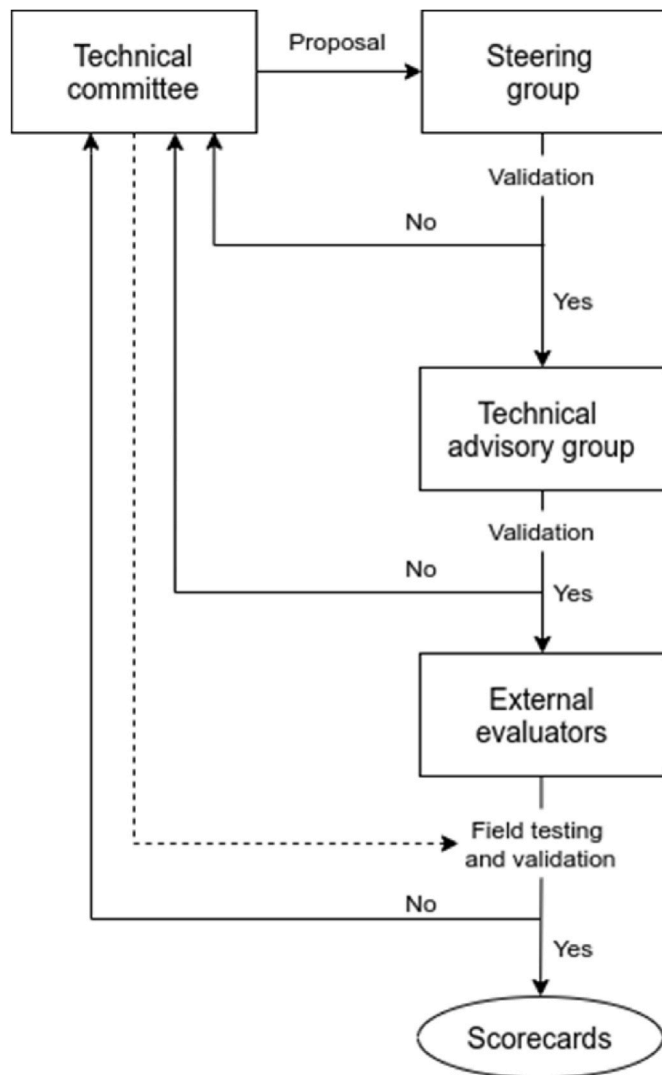 Technical
committee
Proposal
Steering
group
Validation
No
Yes
Technical
advisory group
Validation
No
Yes
External
evaluators
Field testing
and validation
No
Yes
Scorecards